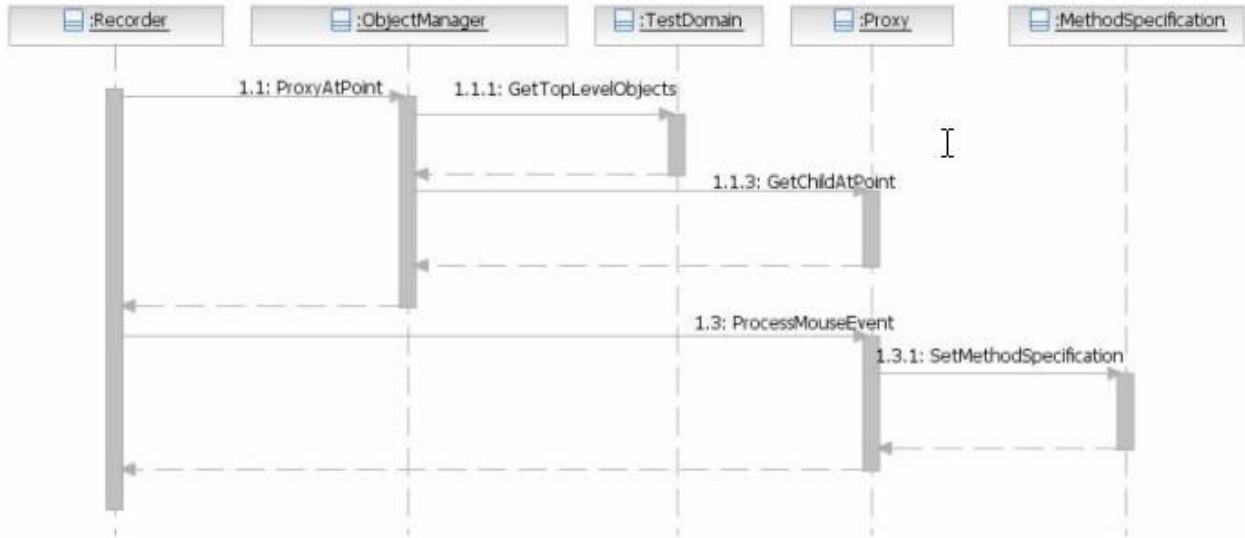 :Recorder
:ObjectManager
:TestDomain
:Proxy
:MethodSpecification
1.1: ProxyAtPoint
1.1.1: GetTopLevelObjects
1.1.3: GetChildAtPoint
1.3: ProcessMouseEvent
1.3.1: SetMethodSpecification